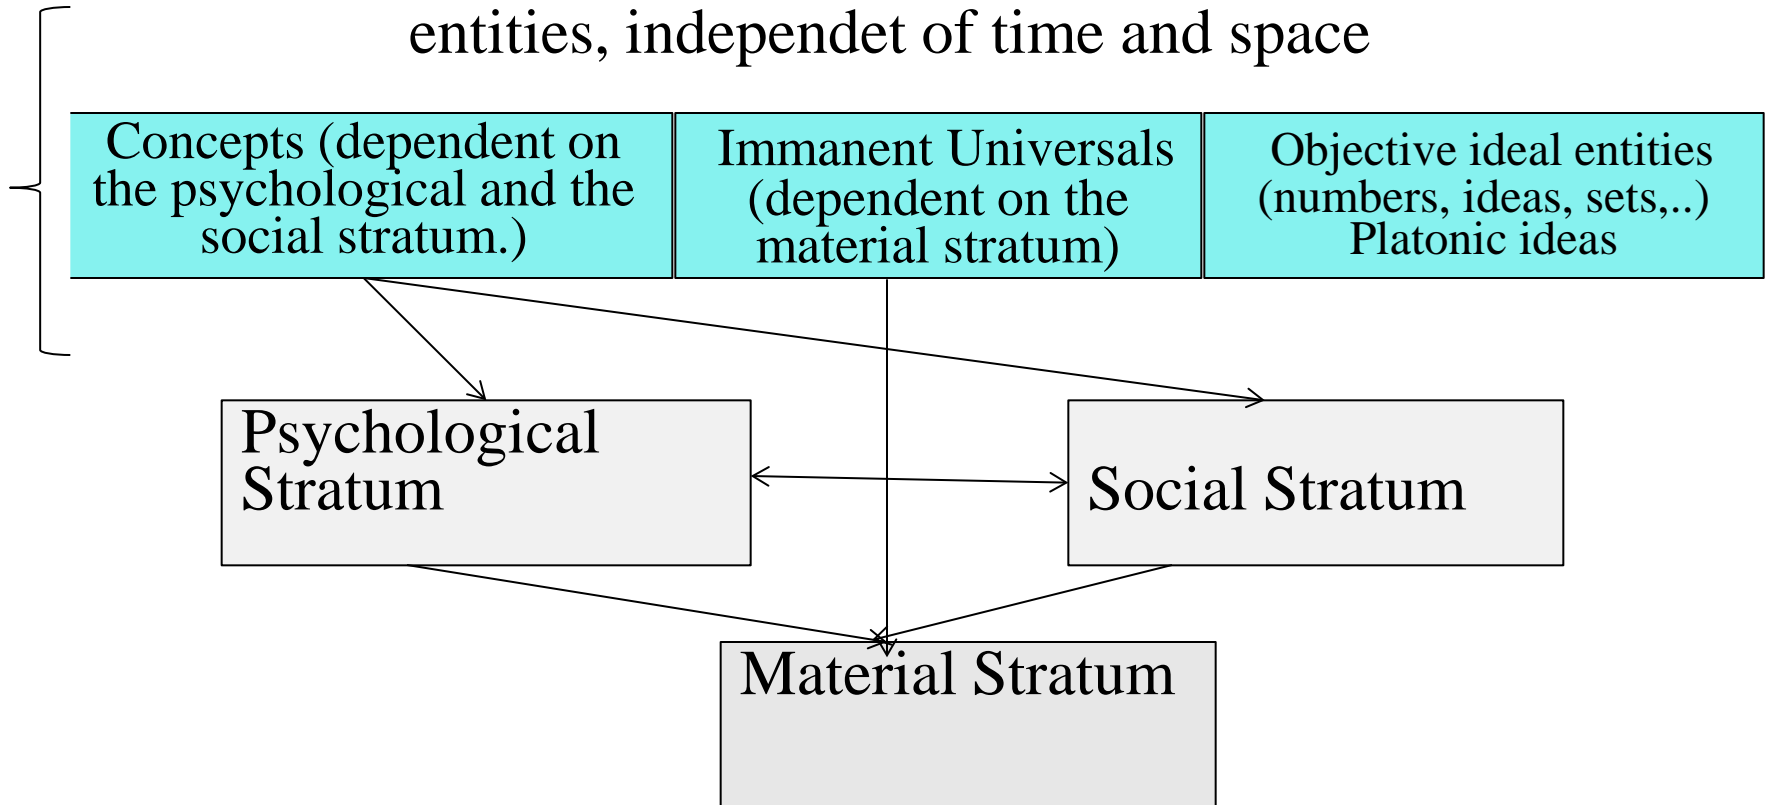 entities, independet of time and space
Concepts (dependent on
the psychological and the
social stratum.)
Immanent Universals
(dependent on the
material stratum)
Objective ideal entities
(numbers, ideas, sets,..)
Platonic ideas
Psychological
Stratum
Social Stratum
Material Stratum